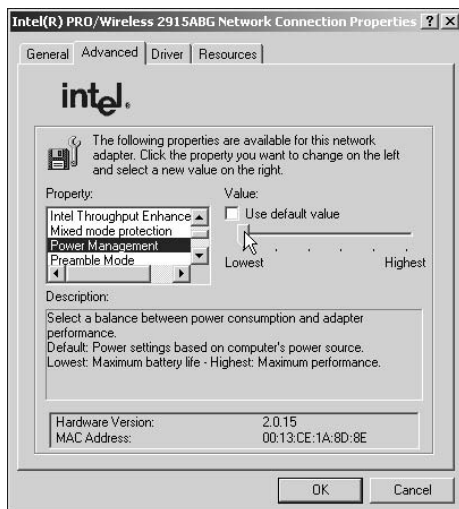 Intel(R) PRO/Wireless 2915ABG Network Connection Properties
General Advanced Driver Resources
intel.
The following properties are available for this network
adapter. Click the property you want to change on the left
and select a new value on the right.
Property: Value:
Intel Throughput Enhance
Mixed mode protection
Power Management
Preamble Mode
Use default value
Lowest Highest
Description:
Select a balance between power consumption and adapter
performance.
Default: Power settings based on computer's power source.
Lowest: Maximum battery life - Highest: Maximum performance.
Hardware Version: 2.0.15
MAC Address: 00:13:CE:1A:8D:8E
OK Cancel